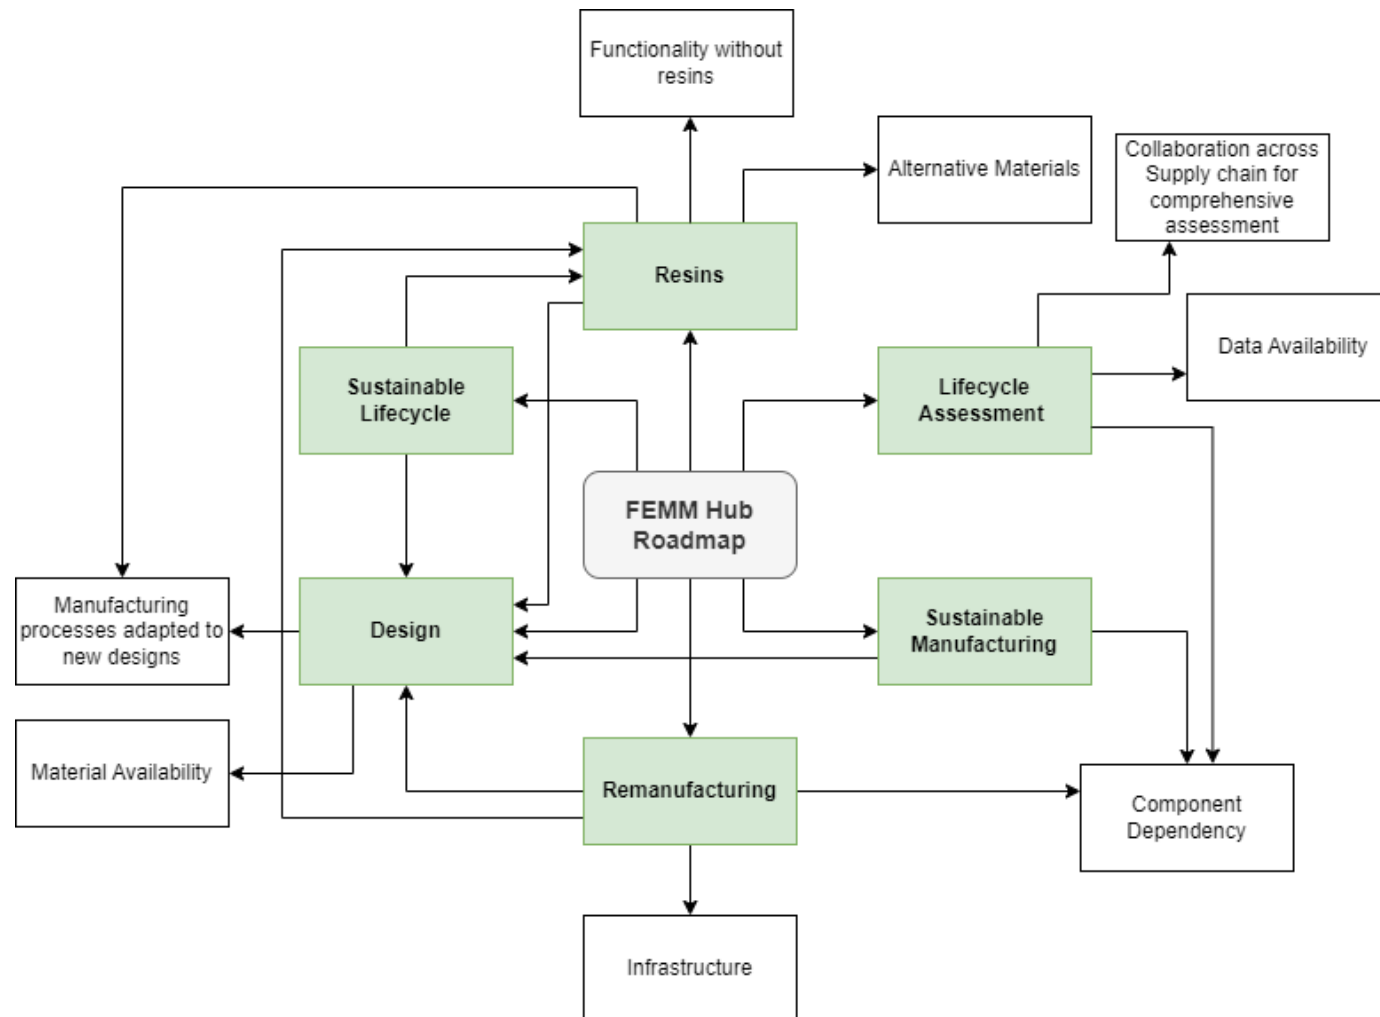 Functionality without
resins
Alternative Materials
Collaboration across
Supply chain for
comprehensive
assessment
Resins
Data Availability
Sustainable
Lifecycle
Lifecycle
Assessment
FEMM Hub
Roadmap
Manufacturing
processes adapted to
new designs
Design
Sustainable
Manufacturing
Material Availability
Remanufacturing
Component
Dependency
Infrastructure